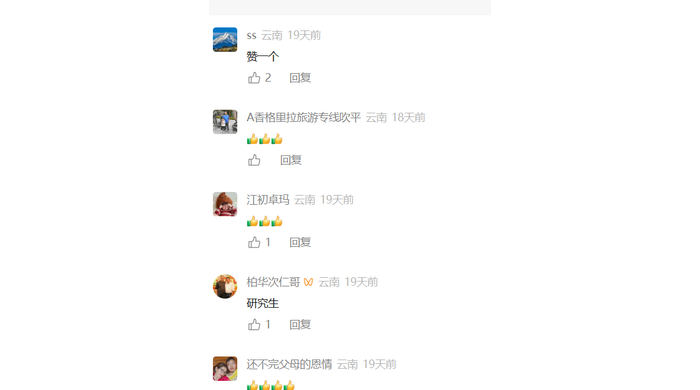 ss 云南 19天前
赞一个
2 回复
A香格里拉旅游专线吹平 云南 18天前
👍👍👍
回复
江初卓玛 云南 19天前
👍👍👍
1 回复
柏华次仁哥 云南 19天前
研究生
1 回复
还不完父母的恩情 云南 19天前
👍👍👍👍